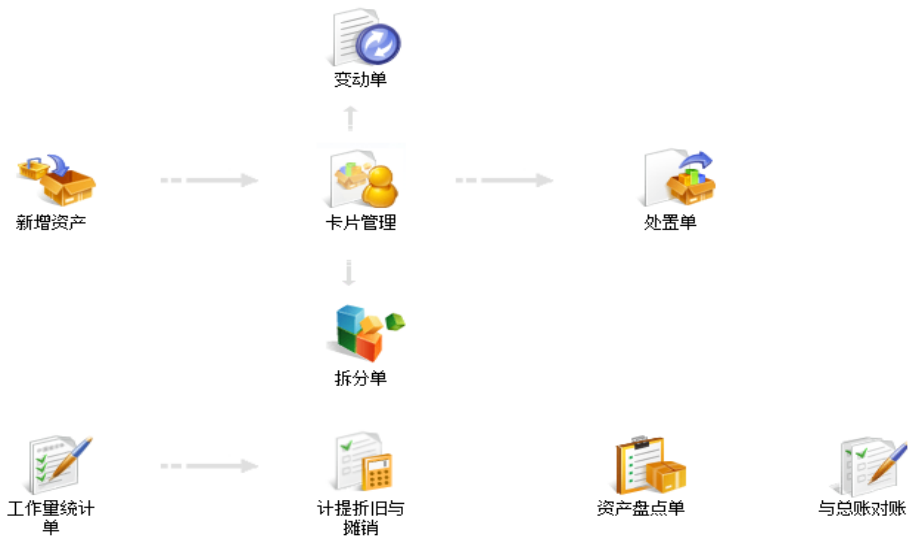 变动单
新增资产
卡片管理
处置单
拆分单
工作量统计
单
计提折旧与
摊销
资产盘点单
与总账对账